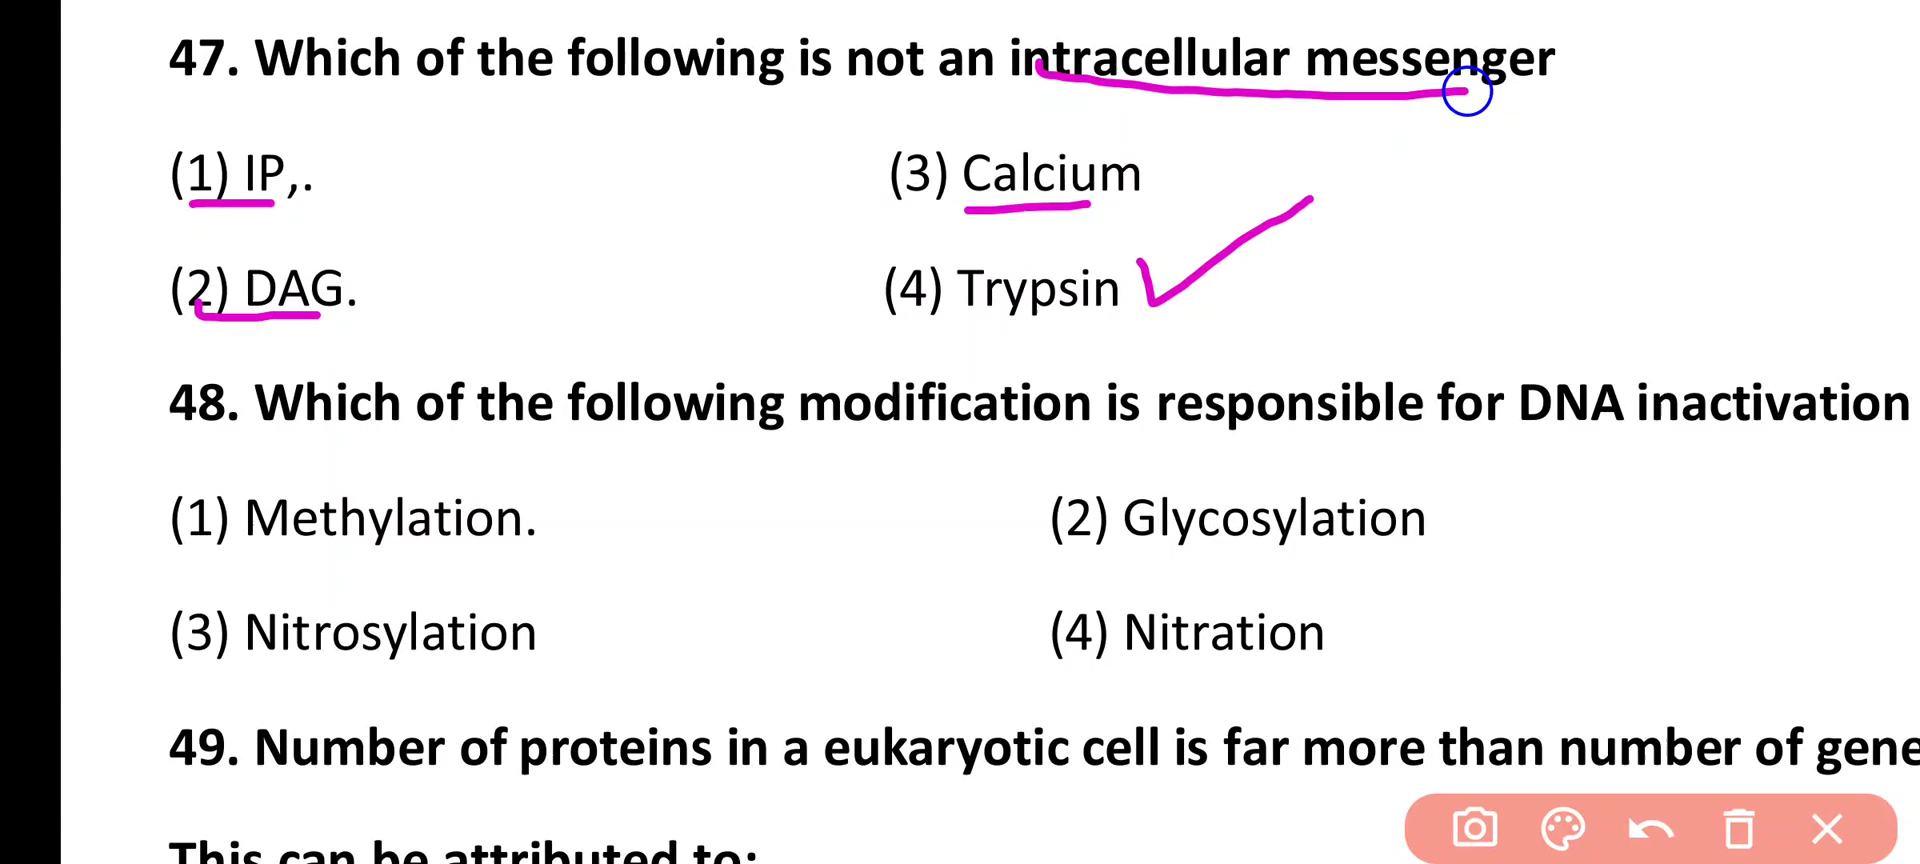 47. Which of the following is not an intracellular messenger
(1) IP,. (3) Calcium
(2) DAG. (4) Trypsin
48. Which of the following modification is responsible for DNA inactivation
(1) Methylation. (2) Glycosylation
(3) Nitrosylation (4) Nitration
49. Number of proteins in a eukaryotic cell is far more than number of gene
This can be attributed to: